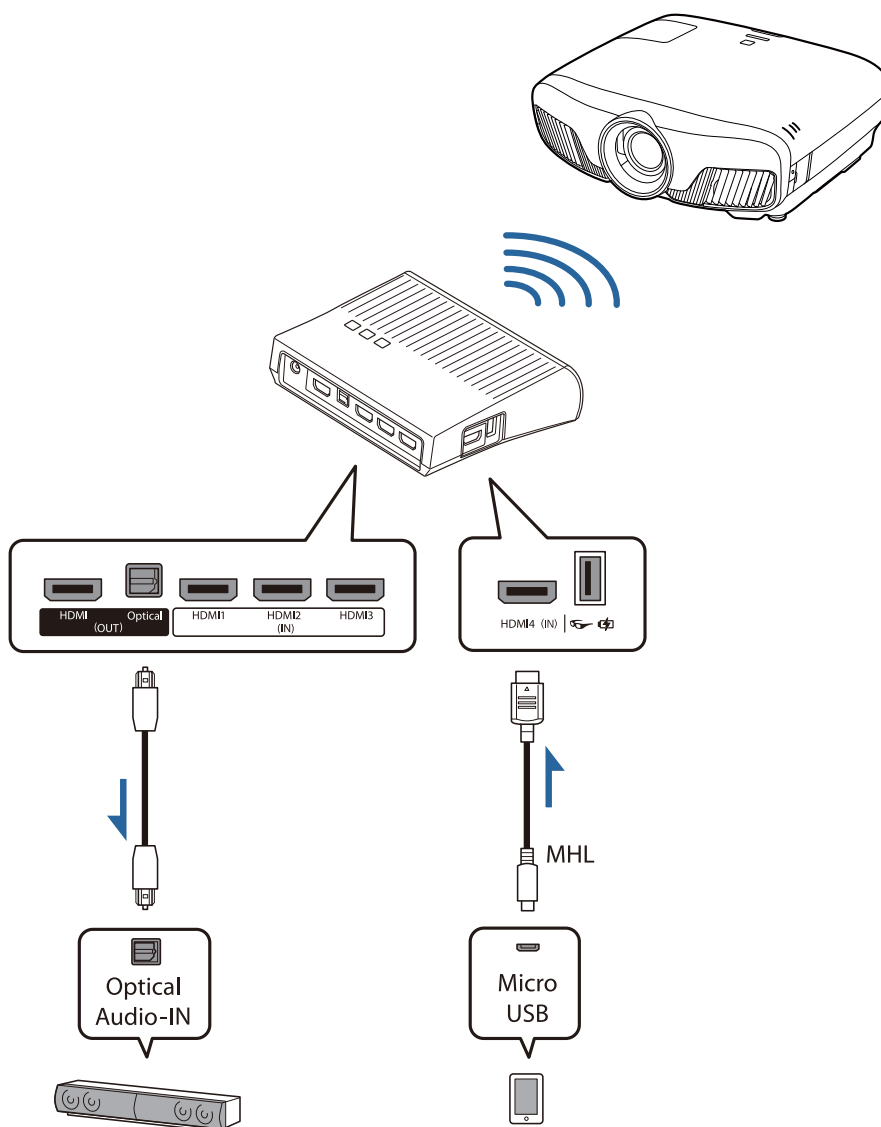 HDMI
Optical
(OUT)
HDMI1
HDMI2
(IN)
HDMI3
HDMI4 (IN)
MHL
Optical
Audio-IN
Micro
USB